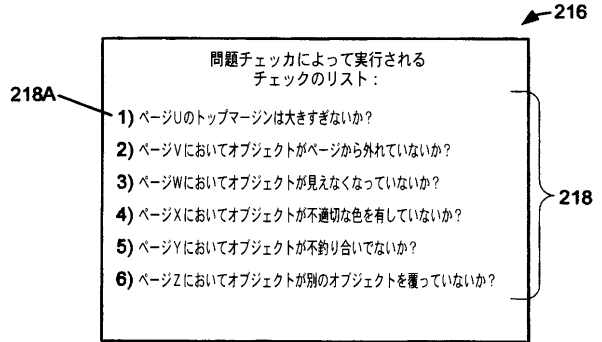 216
問題チェッカによって実行される
チェックのリスト：
218A
1) ページUのトップマージンは大きすぎないか？
2) ページVにおいてオブジェクトがページから外れていないか？
3) ページWにおいてオブジェクトが見えなくなっていないか？
4) ページXにおいてオブジェクトが不適切な色を有していないか？
5) ページYにおいてオブジェクトが不釣り合いでないか？
6) ページZにおいてオブジェクトが別のオブジェクトを覆っていないか？
218